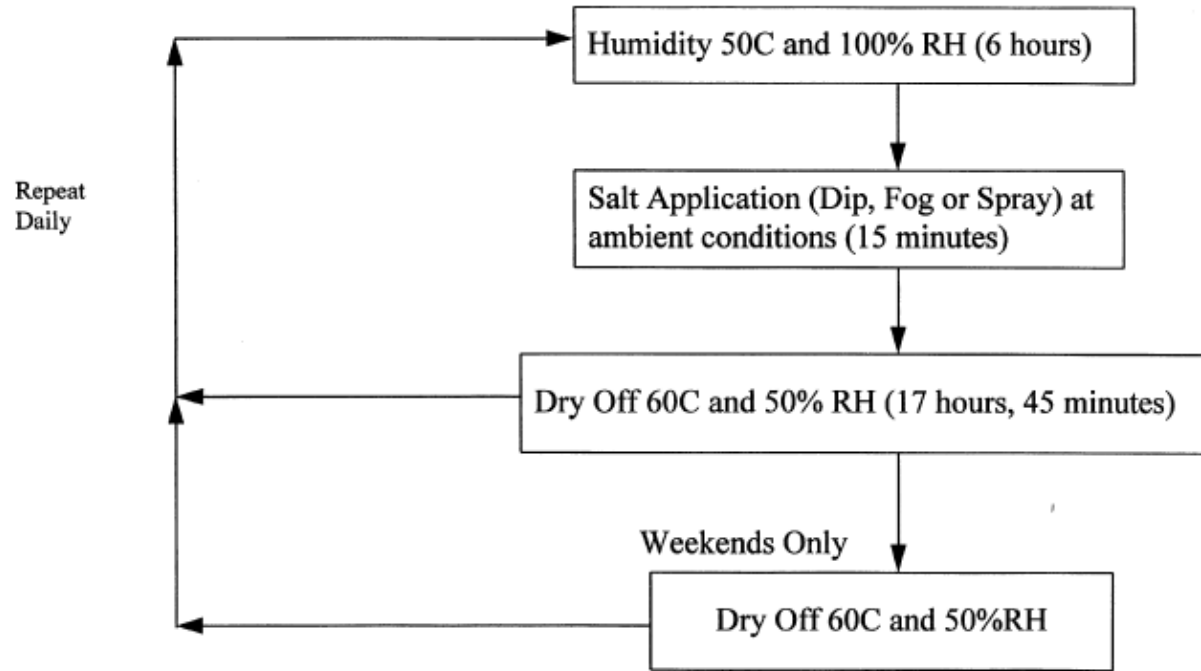 Humidity 50C and 100% RH (6 hours)
Repeat
Daily
Salt Application (Dip, Fog or Spray) at
ambient conditions (15 minutes)
Dry Off 60C and 50% RH (17 hours, 45 minutes)
Weekends Only
Dry Off 60C and 50%RH